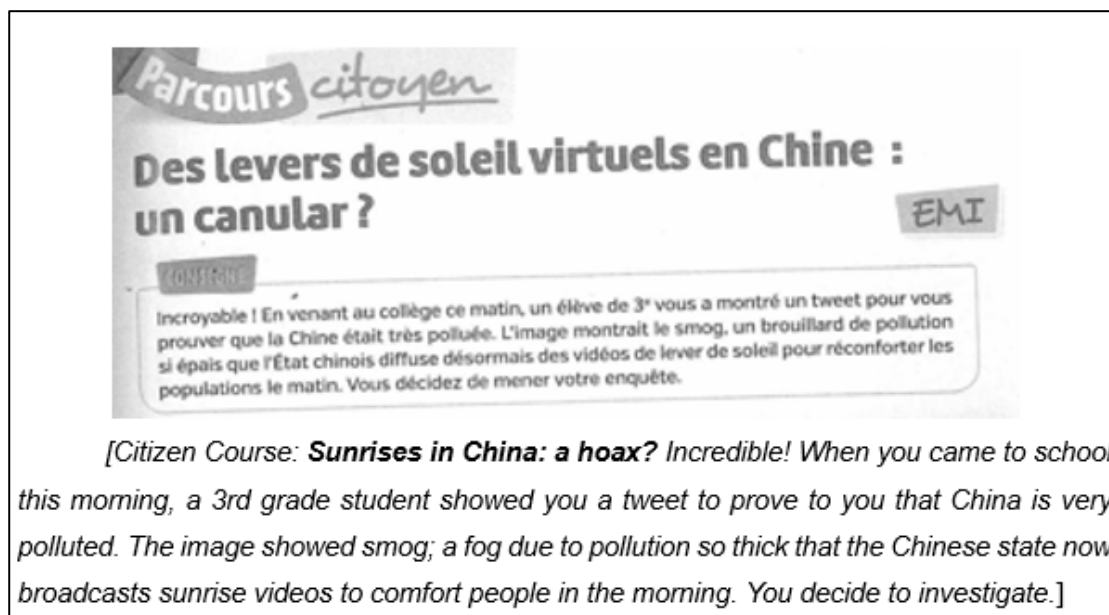 Parcours citoyen
Des levers de soleil virtuels en Chine :
un canular ?
EMI
CONSIGNE
Incroyable ! En venant au collège ce matin, un élève de 3e vous a montré un tweet pour vous
prouver que la Chine était très polluée. L'image montrait le smog, un brouillard de pollution
si épais que l'État chinois diffuse désormais des vidéos de lever de soleil pour réconforter les
populations le matin. Vous décidez de mener votre enquête.
[Citizen Course: Sunrises in China: a hoax? Incredible! When you came to school
this morning, a 3rd grade student showed you a tweet to prove to you that China is very
polluted. The image showed smog; a fog due to pollution so thick that the Chinese state now
broadcasts sunrise videos to comfort people in the morning. You decide to investigate.]